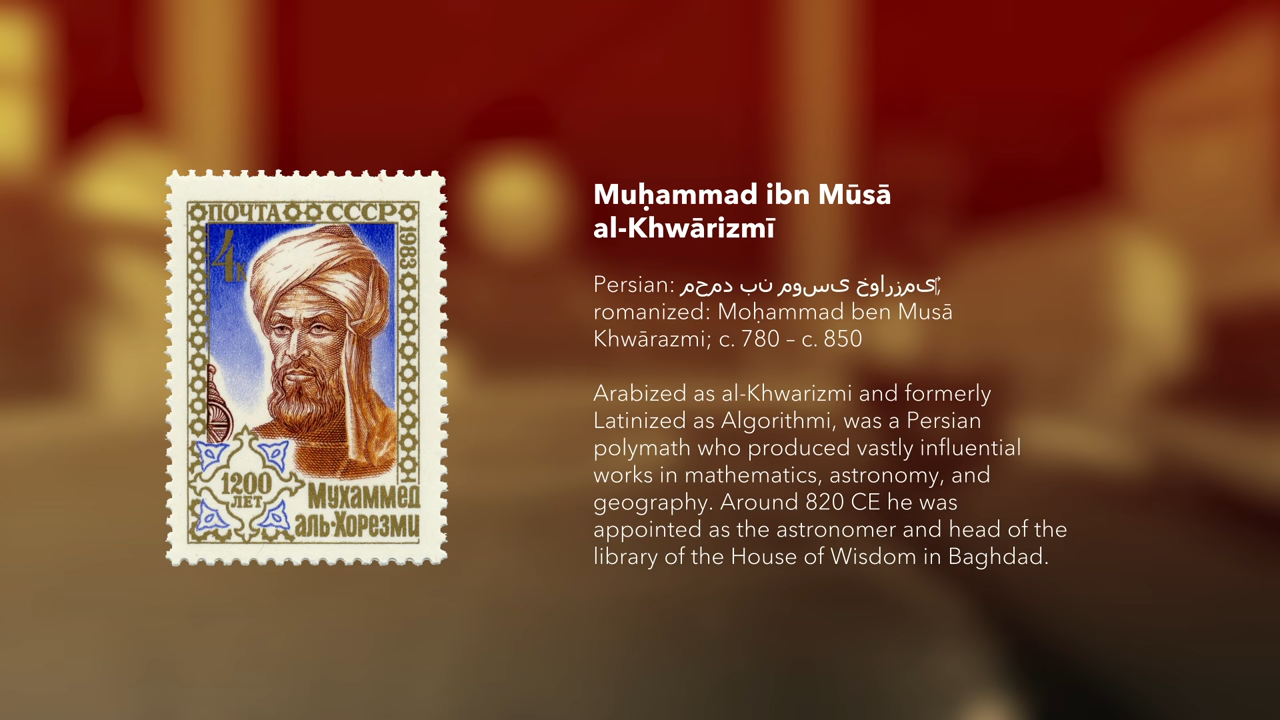 ПОЧТА СССР
1983
4к
1200
ЛЕТ
Мухаммед
аль·Хорезми
Muḥammad ibn Mūsā
al-Khwārizmī
Persian: محمد بن موسی خوارزمی;
romanized: Moḥammad ben Musā
Khwārazmi; c. 780 – c. 850
Arabized as al-Khwarizmi and formerly
Latinized as Algorithmi, was a Persian
polymath who produced vastly influential
works in mathematics, astronomy, and
geography. Around 820 CE he was
appointed as the astronomer and head of the
library of the House of Wisdom in Baghdad.